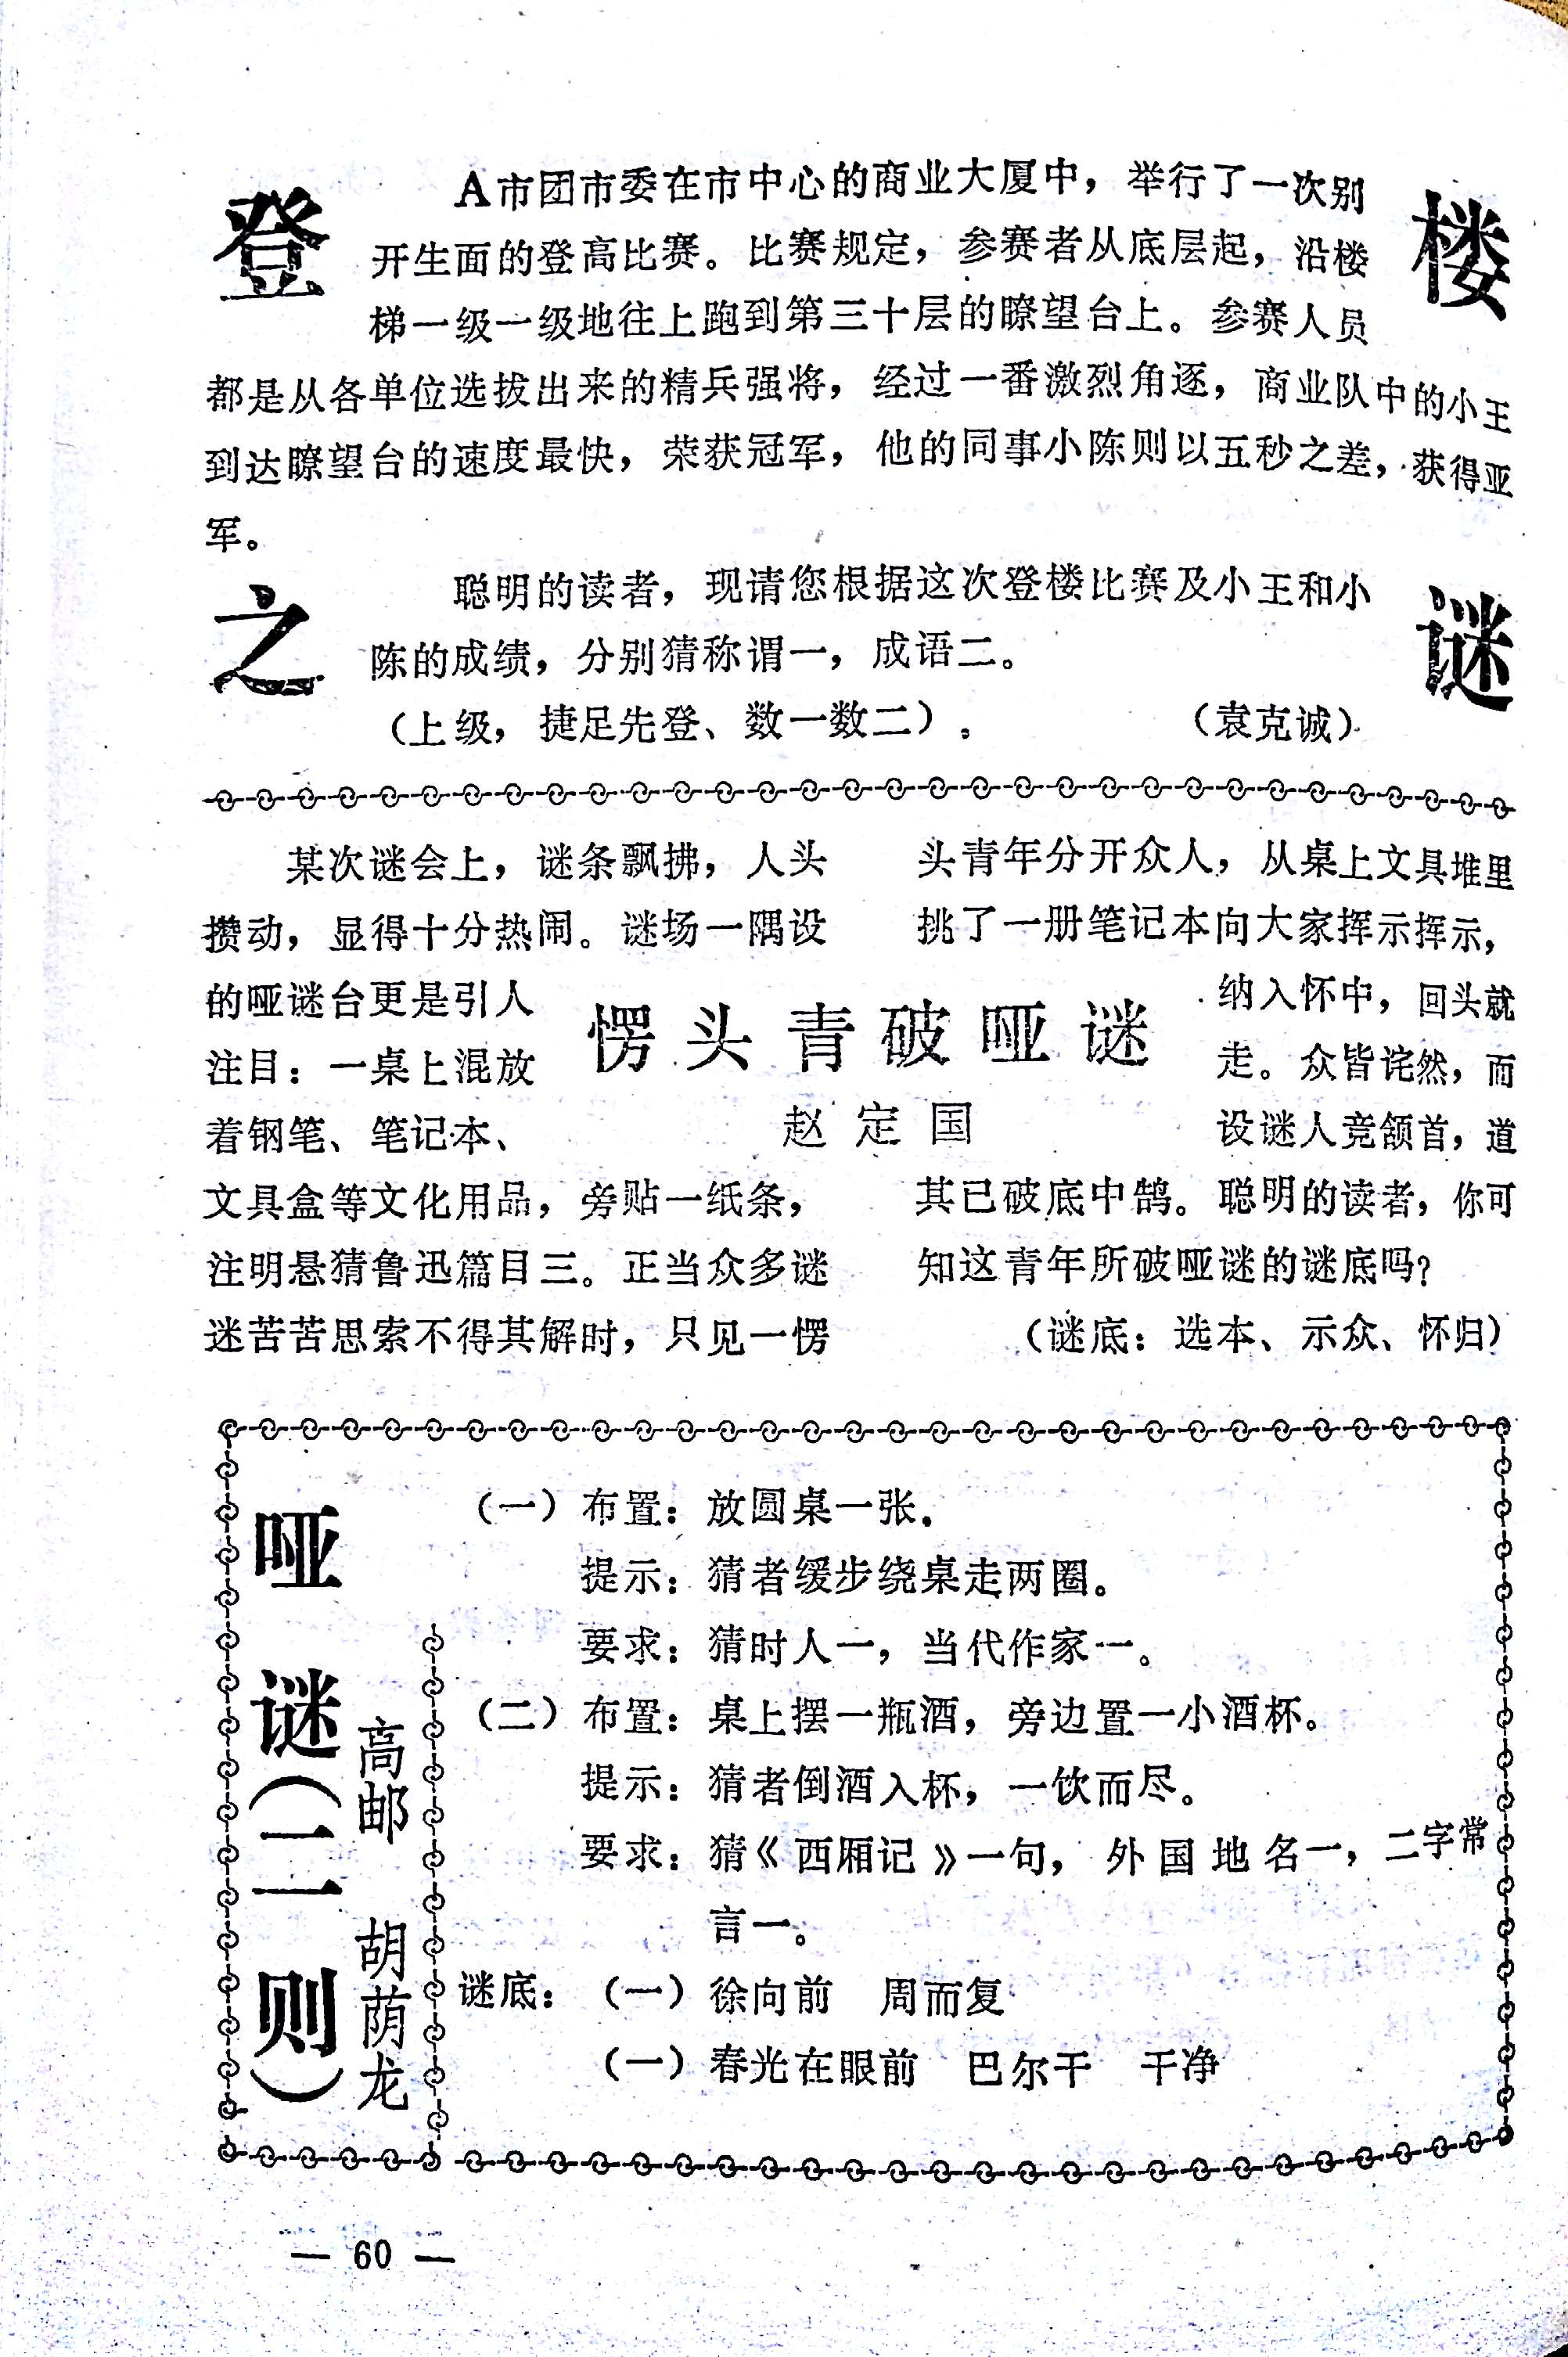 登楼之谜
A市团市委在市中心的商业大厦中，举行了一次别
开生面的登高比赛。比赛规定，参赛者从底层起，沿楼
梯一级一级地往上跑到第三十层的瞭望台上。参赛人员
都是从各单位选拔出来的精兵强将，经过一番激烈角逐，商业队中的小王
到达瞭望台的速度最快，荣获冠军，他的同事小陈则以五秒之差，获得亚
军。
聪明的读者，现请您根据这次登楼比赛及小王和小
陈的成绩，分别猜称谓一，成语二。
（上级，捷足先登、数一数二）。
（袁克诚）
愣头青破哑谜
赵定国
某次谜会上，谜条飘拂，人头
攒动，显得十分热闹。谜场一隅设
的哑谜台更是引人
注目：一桌上混放
着钢笔、笔记本、
文具盒等文化用品，旁贴一纸条，
注明悬猜鲁迅篇目三。正当众多谜
迷苦苦思索不得其解时，只见一愣
头青年分开众人，从桌上文具堆里
挑了一册笔记本向大家挥示挥示，
纳入怀中，回头就
走。众皆诧然，而
设谜人竞颔首，道
其已破底中鹄。聪明的读者，你可
知这青年所破哑谜的谜底吗？
（谜底：选本、示众、怀归）
哑谜（二则）
高邮 胡荫龙
（一）布置：放圆桌一张。
提示：猜者缓步绕桌走两圈。
要求：猜时人一，当代作家一。
（二）布置：桌上摆一瓶酒，旁边置一小酒杯。
提示：猜者倒酒入杯，一饮而尽。
要求：猜《西厢记》一句，外国地名一，二字常
言一。
谜底：（一）徐向前 周而复
（一）春光在眼前 巴尔干 干净
— 60 —